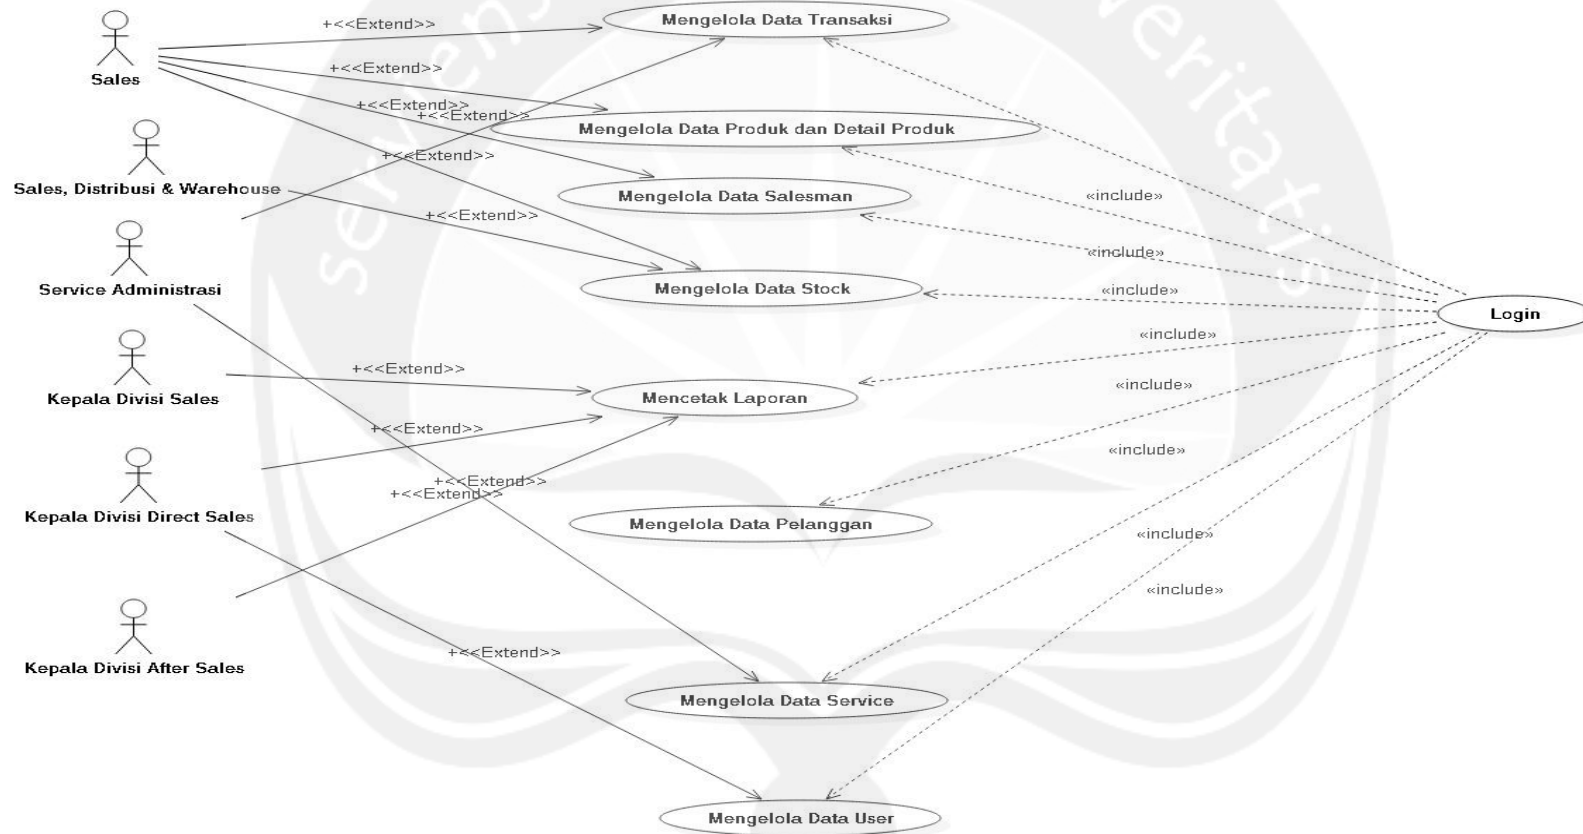 serviens
veritatis
+<<Extend>>
Mengelola Data Transaksi
Sales
+<<Extend>>
+<<Extend>>
+<<Extend>>
Mengelola Data Produk dan Detail Produk
+<<Extend>>
Sales, Distribusi & Warehouse
Mengelola Data Salesman
«include»
+<<Extend>>
«include»
Service Administrasi
Mengelola Data Stock
«include»
Login
«include»
+<<Extend>>
Kepala Divisi Sales
Mencetak Laporan
«include»
+<<Extend>>
«include»
+<<Extend>>
+<<Extend>>
Kepala Divisi Direct Sales
Mengelola Data Pelanggan
«include»
«include»
Kepala Divisi After Sales
+<<Extend>>
Mengelola Data Service
Mengelola Data User